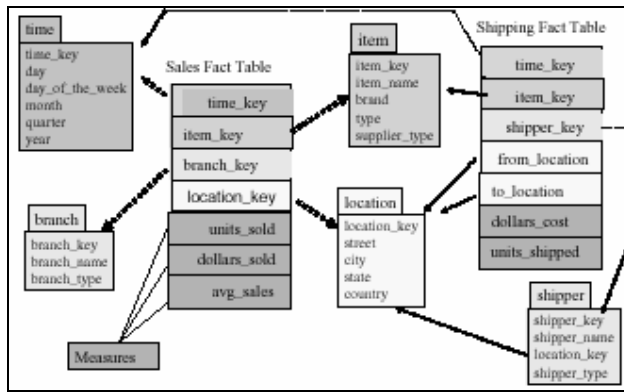 time
time_key
day
day_of_the_week
month
quarter
year
Sales Fact Table
time_key
item_key
branch_key
location_key
units_sold
dollars_sold
avg_sales
Measures
branch
branch_key
branch_name
branch_type
item
item_key
item_name
brand
type
supplier_type
location
location_key
street
city
state
country
Shipping Fact Table
time_key
item_key
shipper_key
from_location
to_location
dollars_cost
units_shipped
shipper
shipper_key
shipper_name
location_key
shipper_type